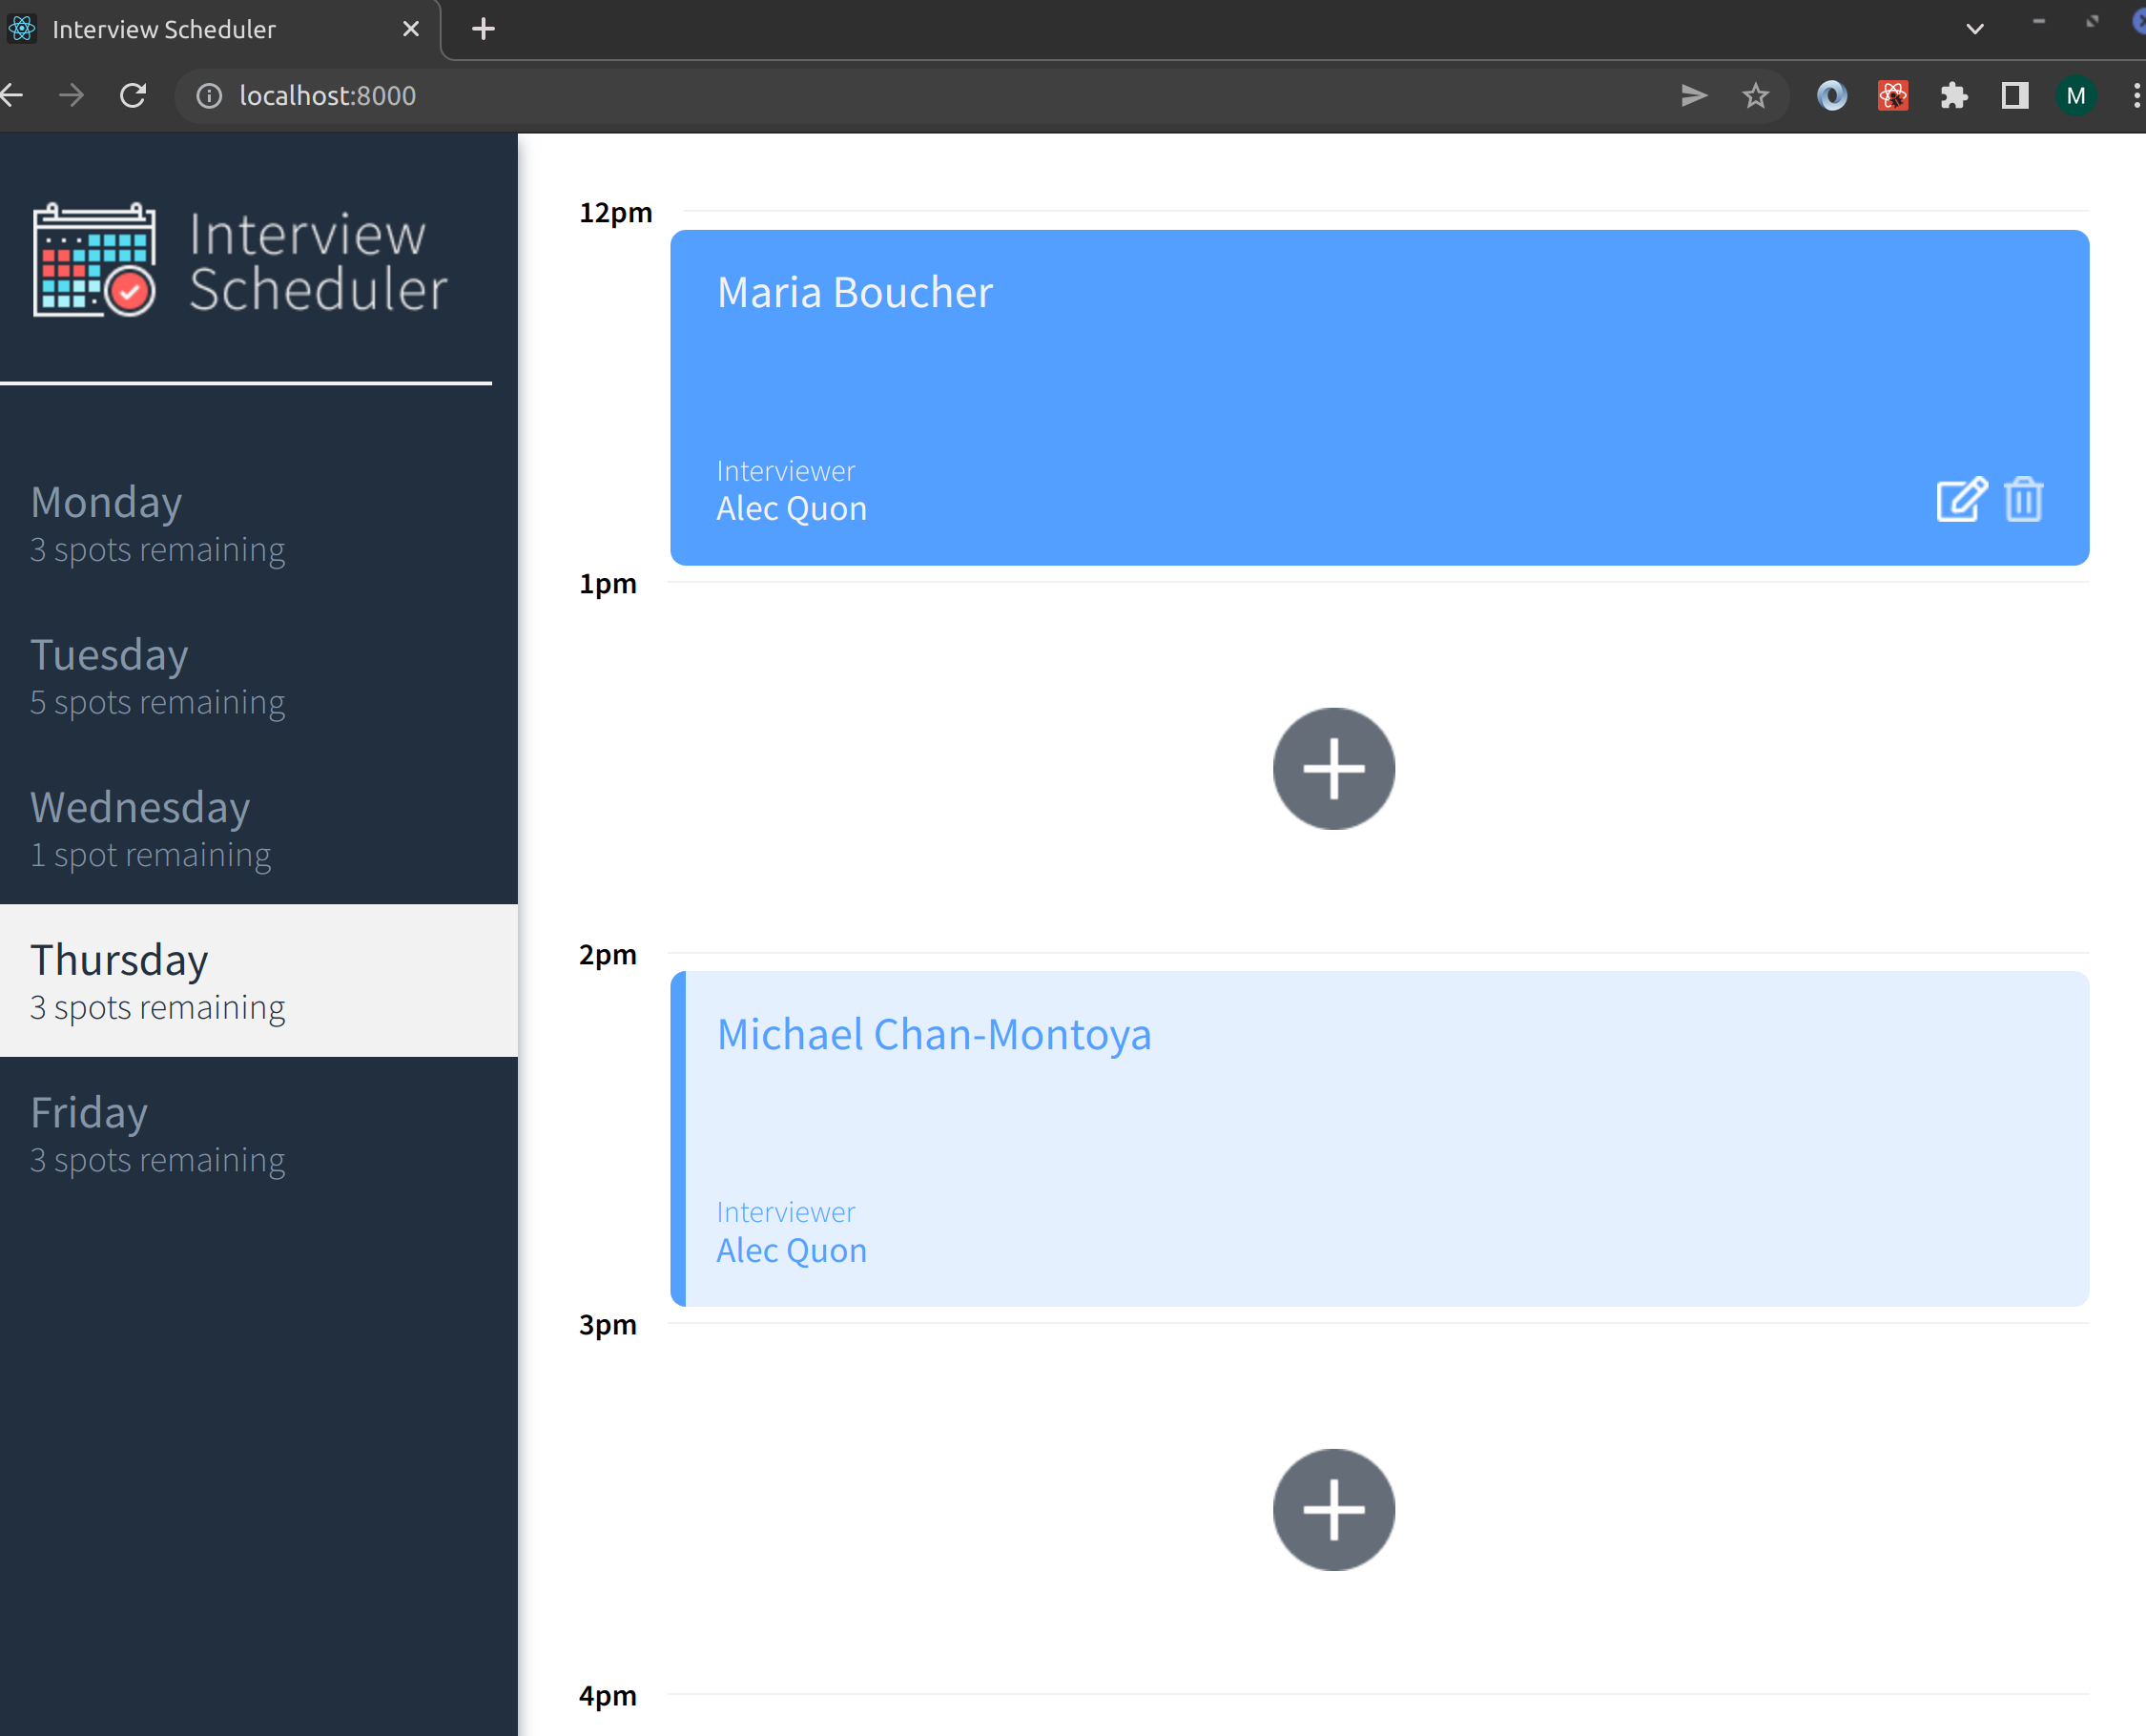 Interview Scheduler
localhost:8000
M
Interview
Scheduler
Monday
3 spots remaining
Tuesday
5 spots remaining
Wednesday
1 spot remaining
Thursday
3 spots remaining
Friday
3 spots remaining
12pm
Maria Boucher
Interviewer
Alec Quon
1pm
2pm
Michael Chan-Montoya
Interviewer
Alec Quon
3pm
4pm